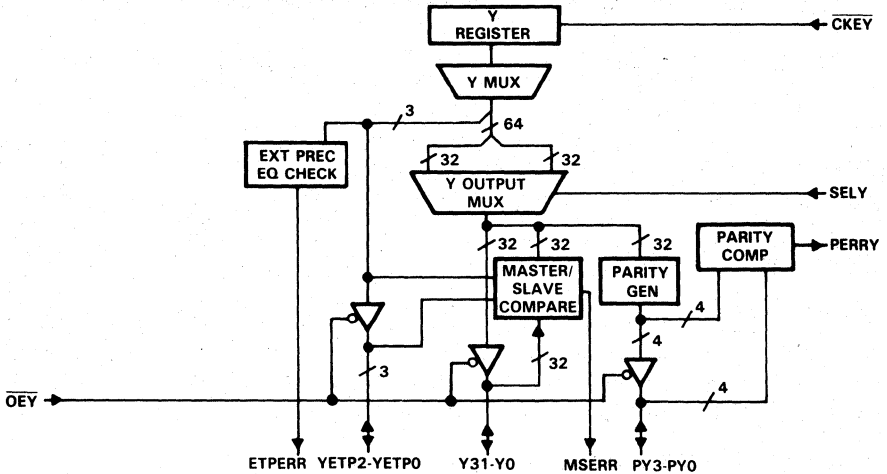 Y
REGISTER
CKEY
Y MUX
3
64
EXT PREC
EQ CHECK
32
32
Y OUTPUT
MUX
SELY
32
32
32
PARITY
COMP
PERRY
MASTER/
SLAVE
COMPARE
PARITY
GEN
4
4
3
32
OEY
4
ETPERR
YETP2-YETP0
Y31-Y0
MSERR
PY3-PY0